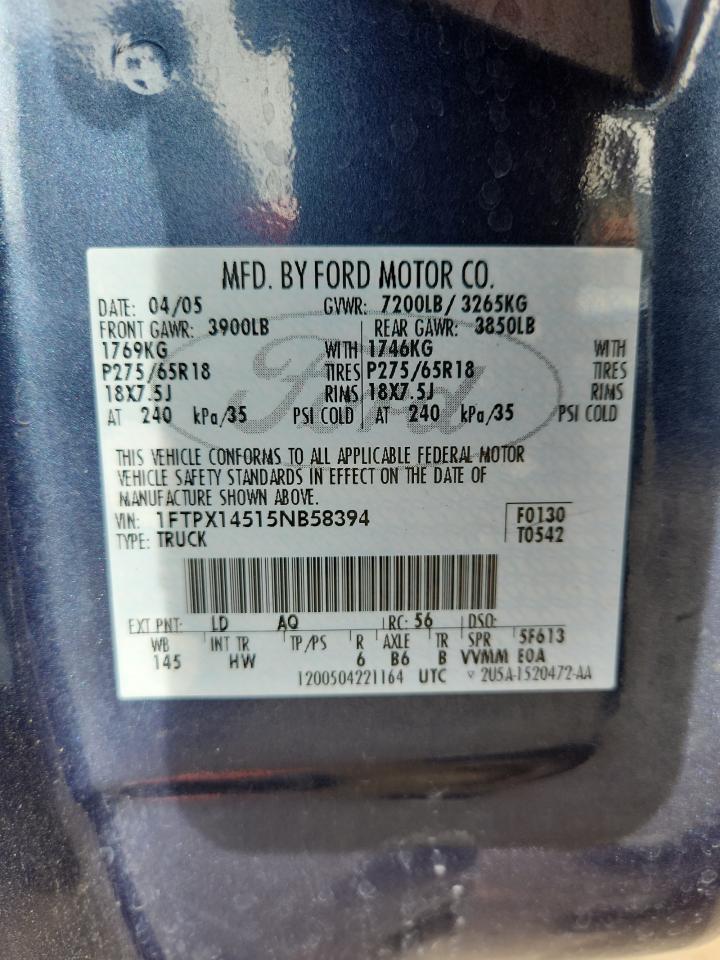 MFD. BY FORD MOTOR CO.
DATE: 04/05 GVWR: 7200LB/ 3265KG
FRONT GAWR: 3900LB REAR GAWR: 3850LB
1769KG WITH 1746KG WITH
P275/65R18 TIRES P275/65R18 TIRES
18X7.5J RIMS 18X7.5J RIMS
AT 240 kPa/35 PSI COLD AT 240 kPa/35 PSI COLD
Ford
THIS VEHICLE CONFORMS TO ALL APPLICABLE FEDERAL MOTOR
VEHICLE SAFETY STANDARDS IN EFFECT ON THE DATE OF
MANUFACTURE SHOWN ABOVE.
VIN: 1FTPX14515NB58394 F0130
TYPE: TRUCK T0542
EXT PNT: LD AQ RC: 56 DSO:
WB INT TR TP/PS R AXLE TR SPR 5F613
145 HW 6 B6 B VVMM EOA
1200504221164 UTC ▿ 2U5A-1520472-AA